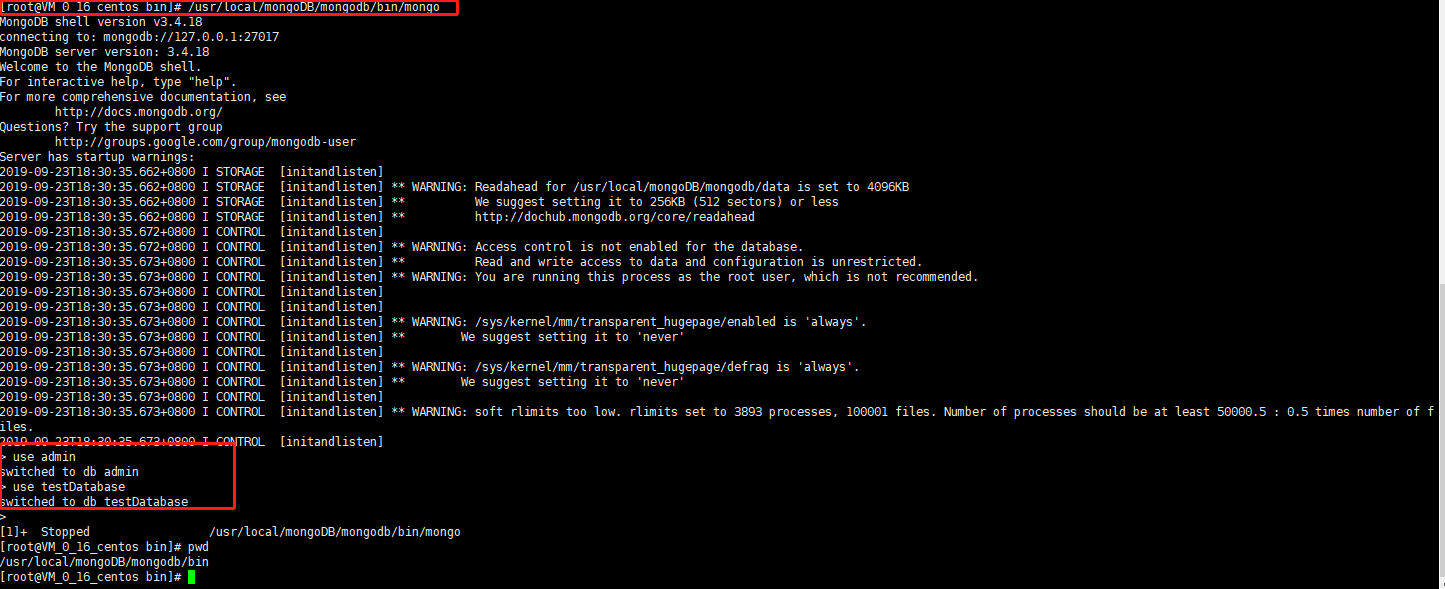 [root@VM_0_16_centos bin]# /usr/local/mongoDB/mongodb/bin/mongo
MongoDB shell version v3.4.18
connecting to: mongodb://127.0.0.1:27017
MongoDB server version: 3.4.18
Welcome to the MongoDB shell.
For interactive help, type "help".
For more comprehensive documentation, see
        http://docs.mongodb.org/
Questions? Try the support group
        http://groups.google.com/group/mongodb-user
Server has startup warnings:
2019-09-23T18:30:35.662+0800 I STORAGE  [initandlisten]
2019-09-23T18:30:35.662+0800 I STORAGE  [initandlisten] ** WARNING: Readahead for /usr/local/mongoDB/mongodb/data is set to 4096KB
2019-09-23T18:30:35.662+0800 I STORAGE  [initandlisten] **          We suggest setting it to 256KB (512 sectors) or less
2019-09-23T18:30:35.662+0800 I STORAGE  [initandlisten] **          http://dochub.mongodb.org/core/readahead
2019-09-23T18:30:35.672+0800 I CONTROL  [initandlisten]
2019-09-23T18:30:35.672+0800 I CONTROL  [initandlisten] ** WARNING: Access control is not enabled for the database.
2019-09-23T18:30:35.673+0800 I CONTROL  [initandlisten] **          Read and write access to data and configuration is unrestricted.
2019-09-23T18:30:35.673+0800 I CONTROL  [initandlisten] ** WARNING: You are running this process as the root user, which is not recommended.
2019-09-23T18:30:35.673+0800 I CONTROL  [initandlisten]
2019-09-23T18:30:35.673+0800 I CONTROL  [initandlisten]
2019-09-23T18:30:35.673+0800 I CONTROL  [initandlisten] ** WARNING: /sys/kernel/mm/transparent_hugepage/enabled is 'always'.
2019-09-23T18:30:35.673+0800 I CONTROL  [initandlisten] **        We suggest setting it to 'never'
2019-09-23T18:30:35.673+0800 I CONTROL  [initandlisten]
2019-09-23T18:30:35.673+0800 I CONTROL  [initandlisten] ** WARNING: /sys/kernel/mm/transparent_hugepage/defrag is 'always'.
2019-09-23T18:30:35.673+0800 I CONTROL  [initandlisten] **        We suggest setting it to 'never'
2019-09-23T18:30:35.673+0800 I CONTROL  [initandlisten]
2019-09-23T18:30:35.673+0800 I CONTROL  [initandlisten] ** WARNING: soft rlimits too low. rlimits set to 3893 processes, 100001 files. Number of processes should be at least 50000.5 : 0.5 times number of f
iles.
2019-09-23T18:30:35.673+0800 I CONTROL  [initandlisten]
> use admin
switched to db admin
> use testDatabase
switched to db testDatabase
>
[1]+  Stopped                 /usr/local/mongoDB/mongodb/bin/mongo
[root@VM_0_16_centos bin]# pwd
/usr/local/mongoDB/mongodb/bin
[root@VM_0_16_centos bin]#